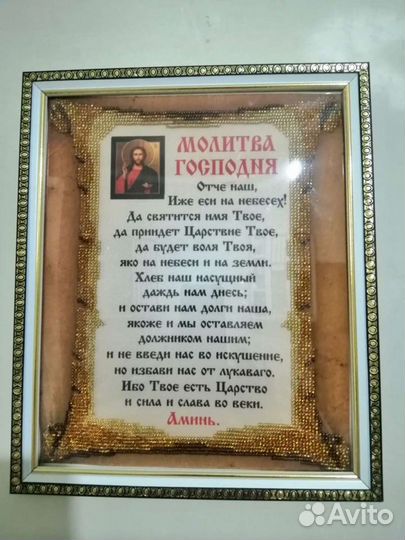 МОЛИТВА
ГОСПОДНЯ
Отче наш,
Иже еси на небесех!
Да святится имя Твое,
да приидет Царствие Твое,
да будет воля Твоя,
яко на небеси и на земли.
Хлеб наш насущный
даждь нам днесь;
и остави нам долги наша,
якоже и мы оставляем
должником нашим;
и не введи нас во искушение,
но избави нас от лукаваго.
Ибо Твое есть Царство
и сила и слава во веки.
Аминь.
Avito